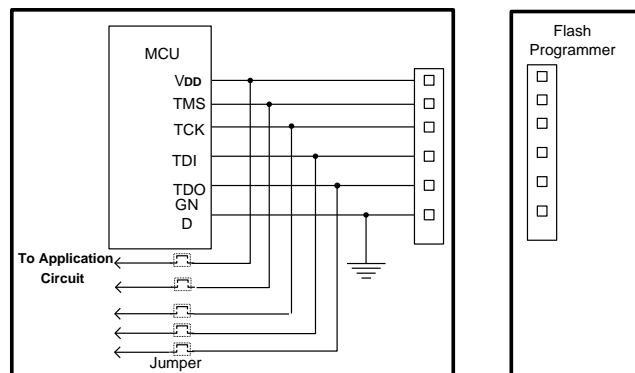 MCU
VDD
TMS
TCK
TDI
TDO
GN
D
To Application
Circuit
Jumper
Flash
Programmer